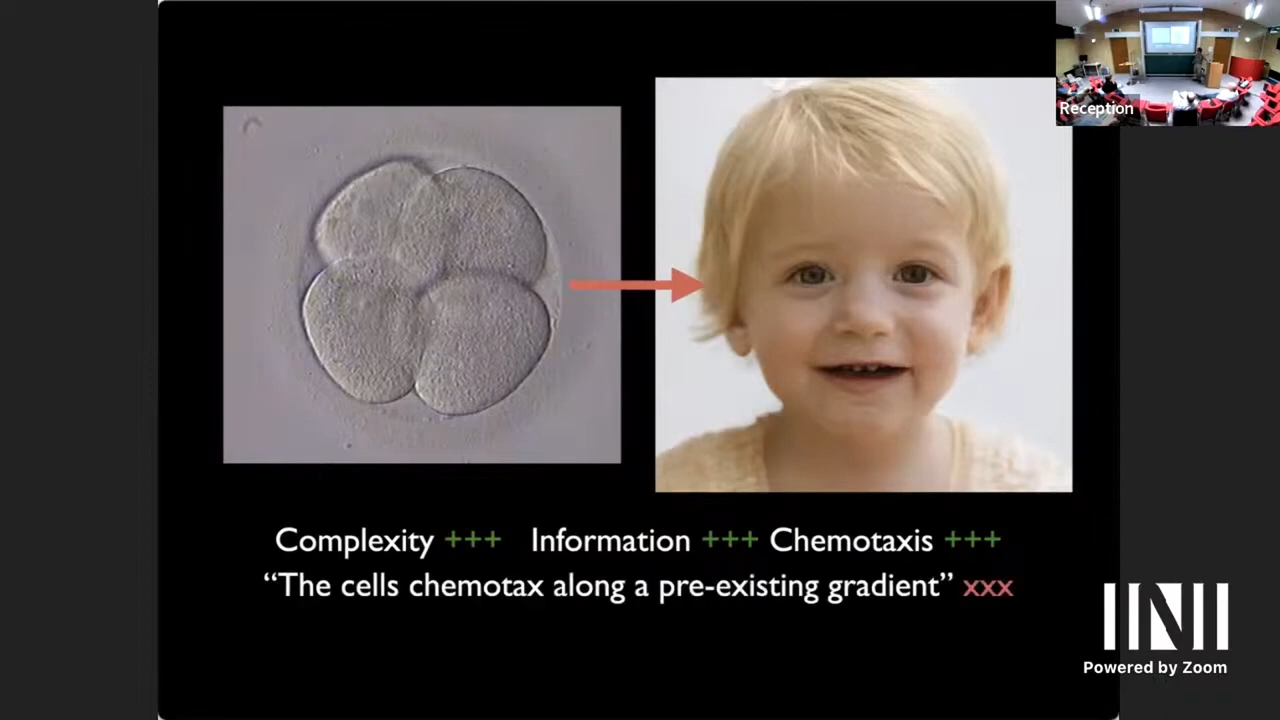 Reception
Complexity +++ Information +++ Chemotaxis +++
“The cells chemotax along a pre-existing gradient” xxx
INI
Powered by Zoom